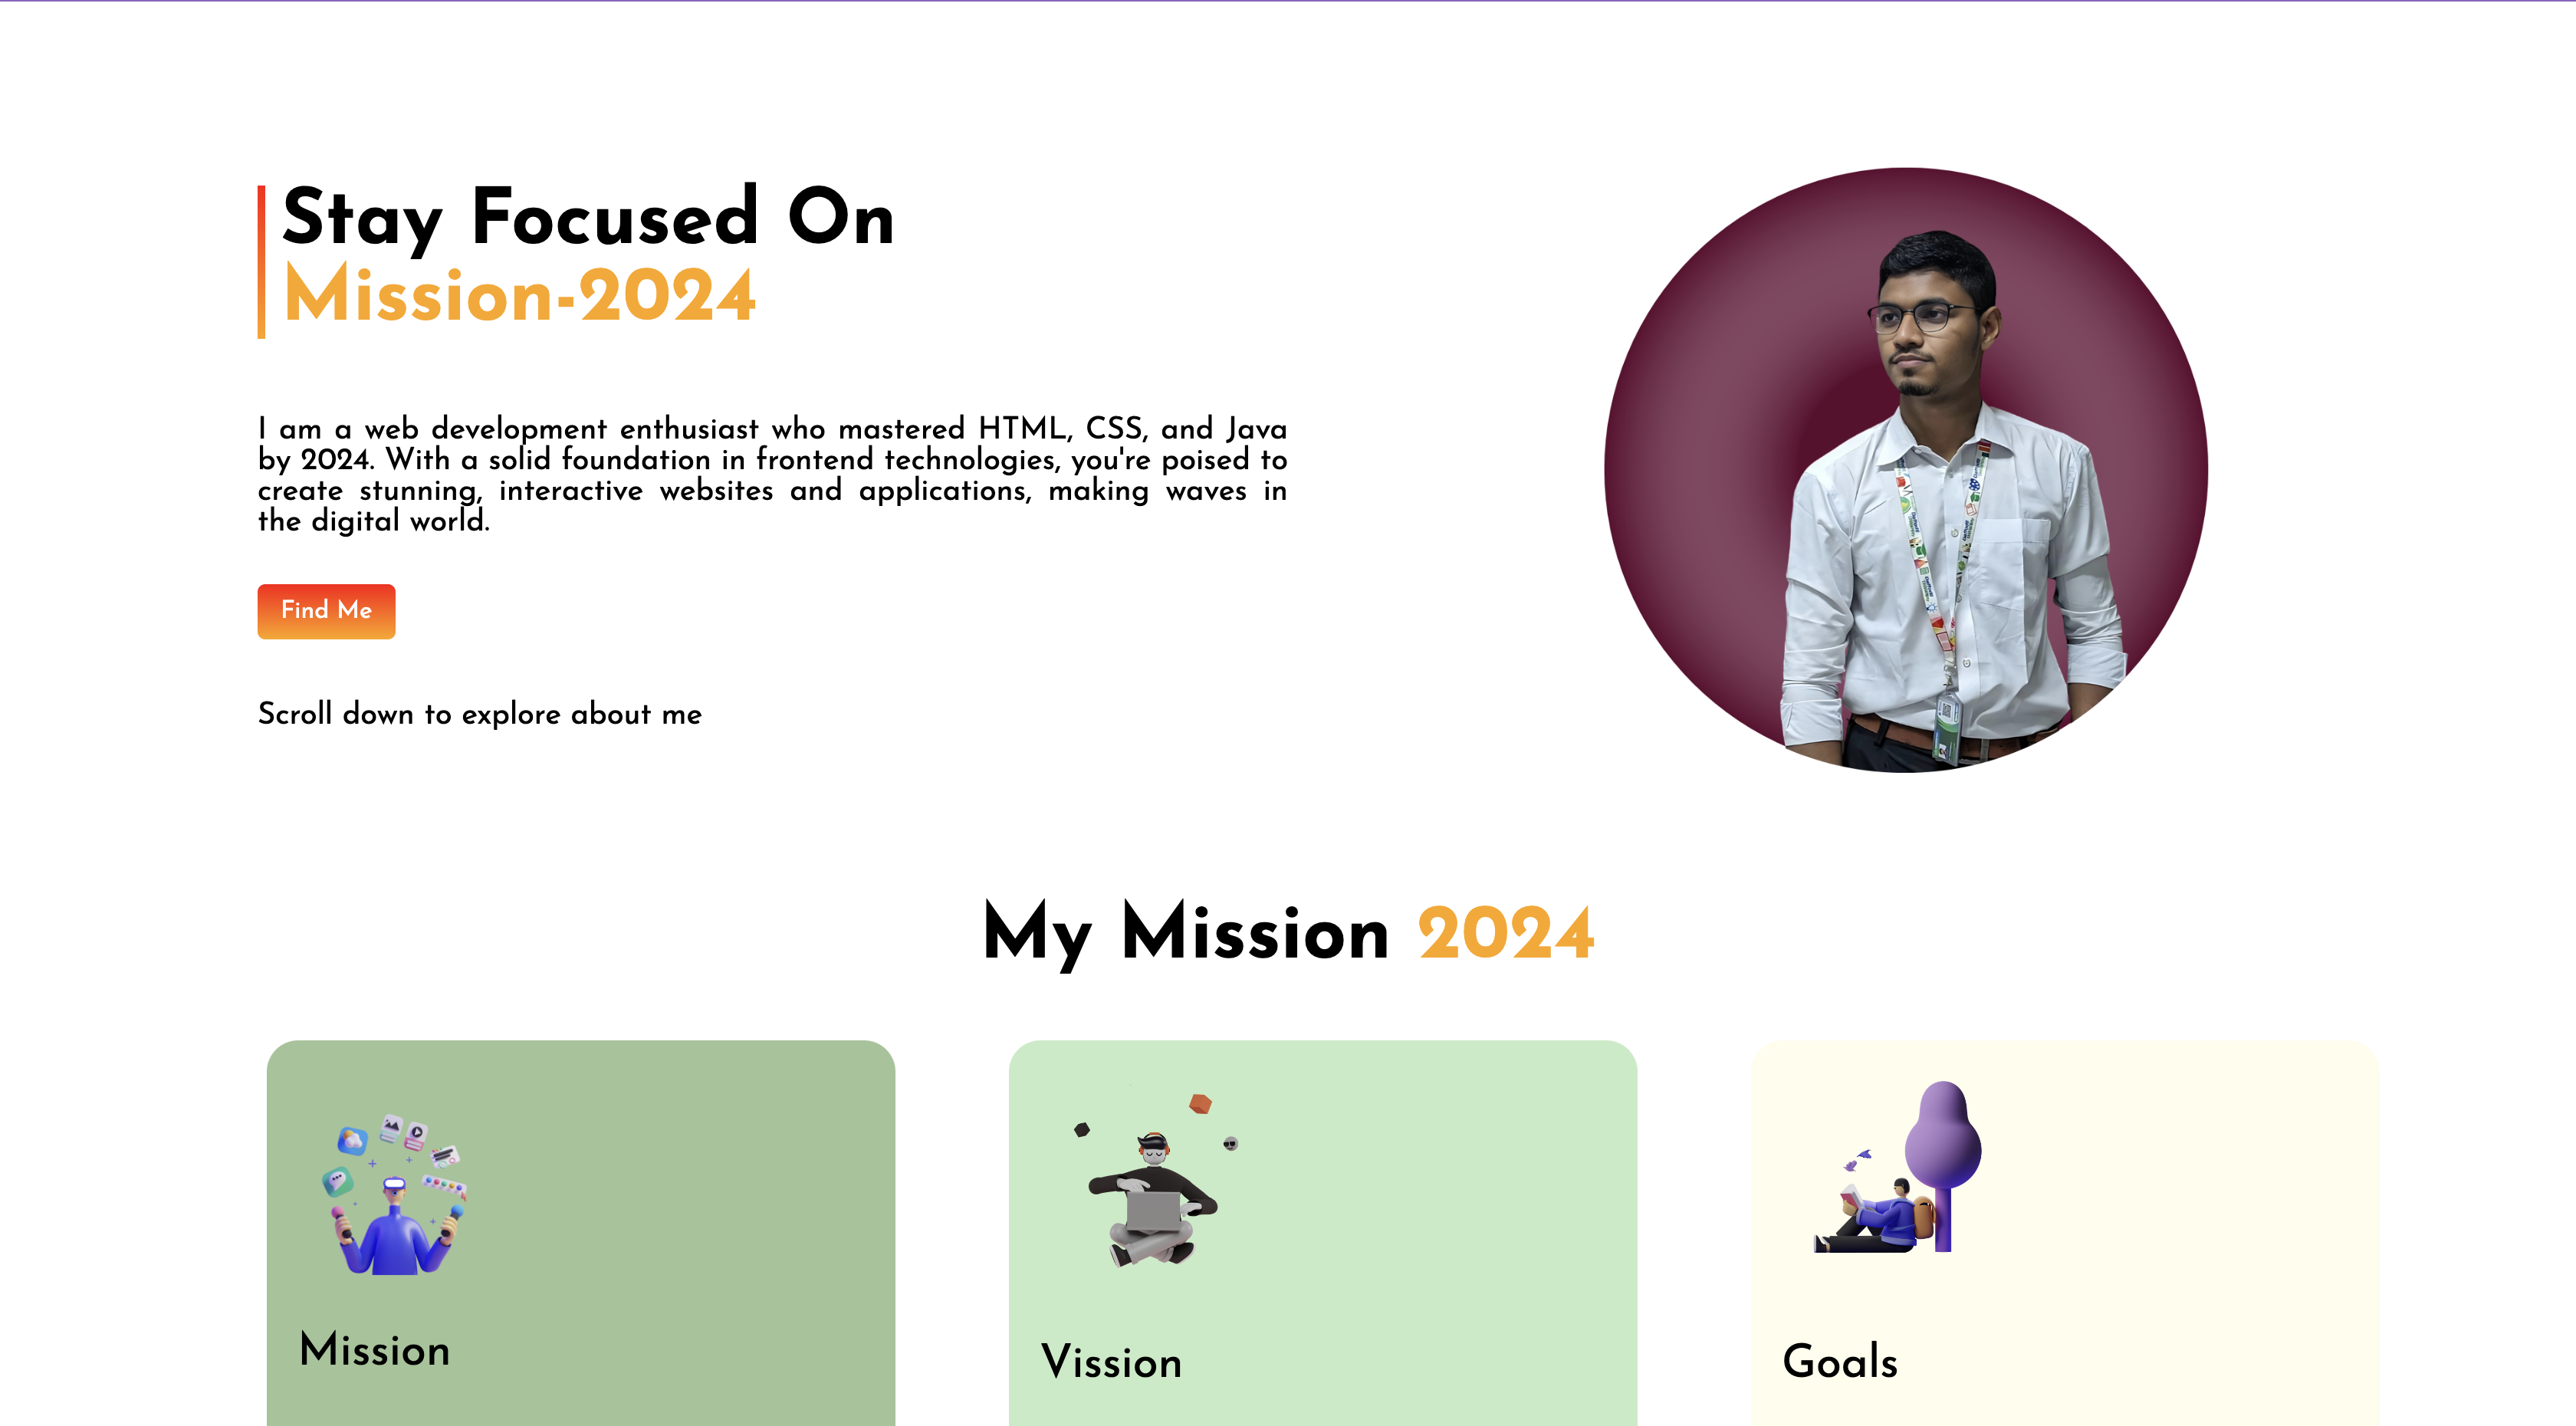 Stay Focused On
Mission-2024
I am a web development enthusiast who mastered HTML, CSS, and Java
by 2024. With a solid foundation in frontend technologies, you're poised to
create stunning, interactive websites and applications, making waves in
the digital world.
Find Me
Scroll down to explore about me
My Mission 2024
Mission
Vission
Goals